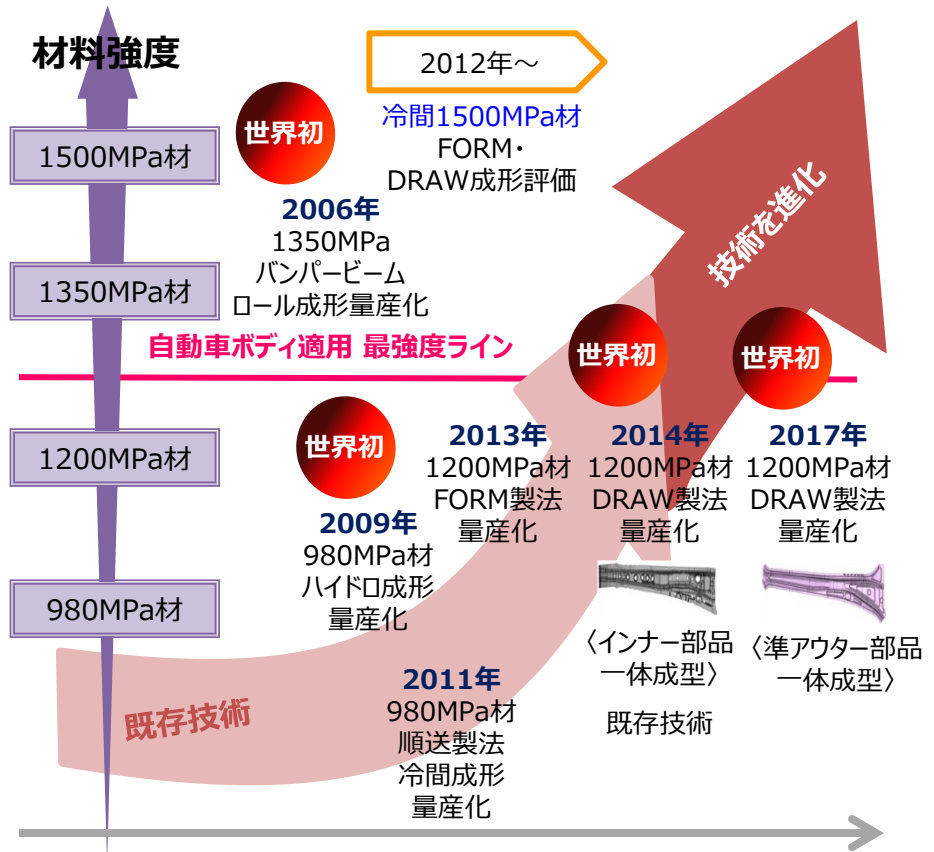 材料強度
1500MPa材
1350MPa材
1200MPa材
980MPa材
2012年～
冷間1500MPa材
FORM・
DRAW成形評価
世界初
2006年
1350MPa
バンパービーム
ロール成形量産化
自動車ボディ適用 最強度ライン
技術を進化
世界初
2009年
980MPa材
ハイドロ成形
量産化
2011年
980MPa材
順送製法
冷間成形
量産化
2013年
1200MPa材
FORM製法
量産化
世界初
2014年
1200MPa材
DRAW製法
量産化
〈インナー部品
一体成型〉
既存技術
世界初
2017年
1200MPa材
DRAW製法
量産化
〈準アウター部品
一体成型〉
既存技術